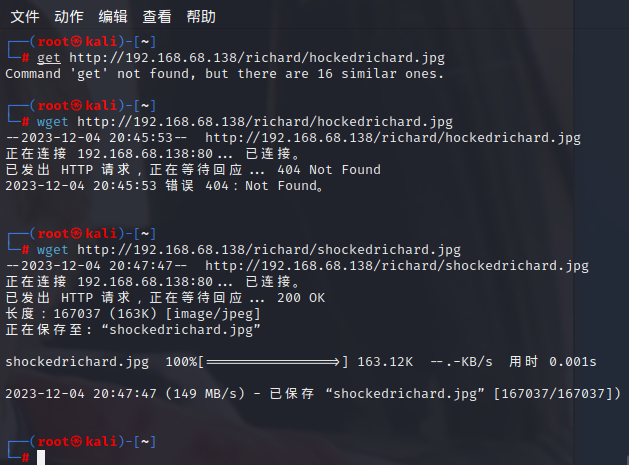 文件 动作 编辑 查看 帮助
┌──(root㉿kali)-[~]
└─# get http://192.168.68.138/richard/hockedrichard.jpg
Command 'get' not found, but there are 16 similar ones.
┌──(root㉿kali)-[~]
└─# wget http://192.168.68.138/richard/hockedrichard.jpg
--2023-12-04 20:45:53--  http://192.168.68.138/richard/hockedrichard.jpg
正在连接 192.168.68.138:80... 已连接。
已发出 HTTP 请求，正在等待回应... 404 Not Found
2023-12-04 20:45:53 错误 404：Not Found。
┌──(root㉿kali)-[~]
└─# wget http://192.168.68.138/richard/shockedrichard.jpg
--2023-12-04 20:47:47--  http://192.168.68.138/richard/shockedrichard.jpg
正在连接 192.168.68.138:80... 已连接。
已发出 HTTP 请求，正在等待回应... 200 OK
长度：167037 (163K) [image/jpeg]
正在保存至: “shockedrichard.jpg”
shockedrichard.jpg  100%[===================>] 163.12K  --.-KB/s  用时 0.001s
2023-12-04 20:47:47 (149 MB/s) - 已保存 “shockedrichard.jpg” [167037/167037])
┌──(root㉿kali)-[~]
└─#